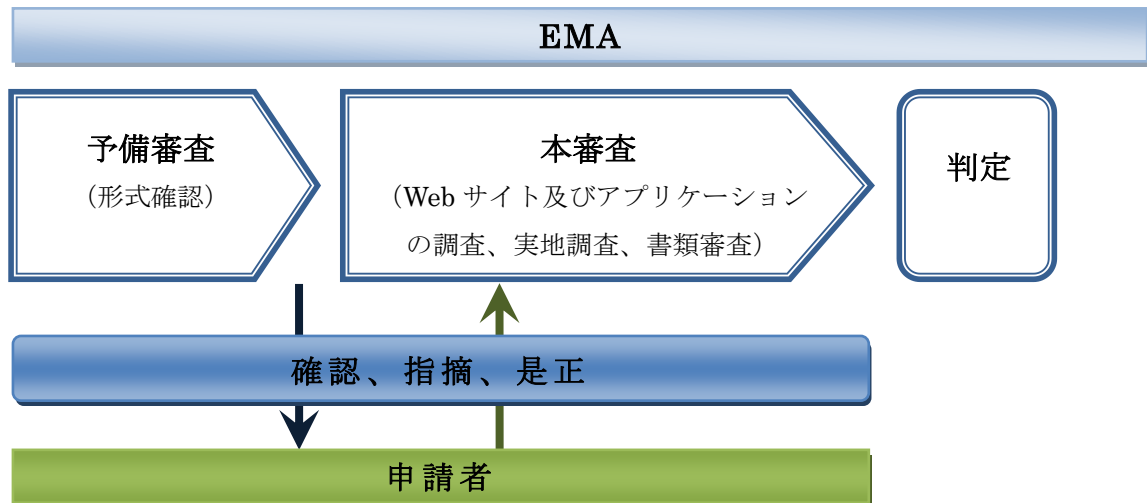 EMA
予備審査
（形式確認）
本審査
（Web サイト及びアプリケーション
の調査、実地調査、書類審査）
判定
確認、指摘、是正
申請者